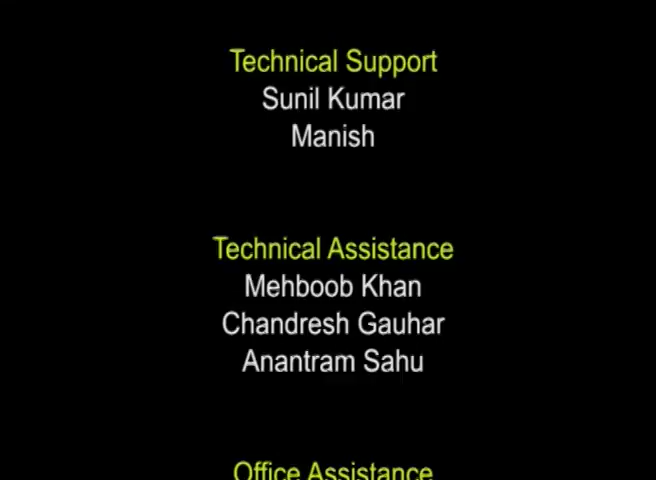 Technical Support
Sunil Kumar
Manish
Technical Assistance
Mehboob Khan
Chandresh Gauhar
Anantram Sahu
Office Assistance